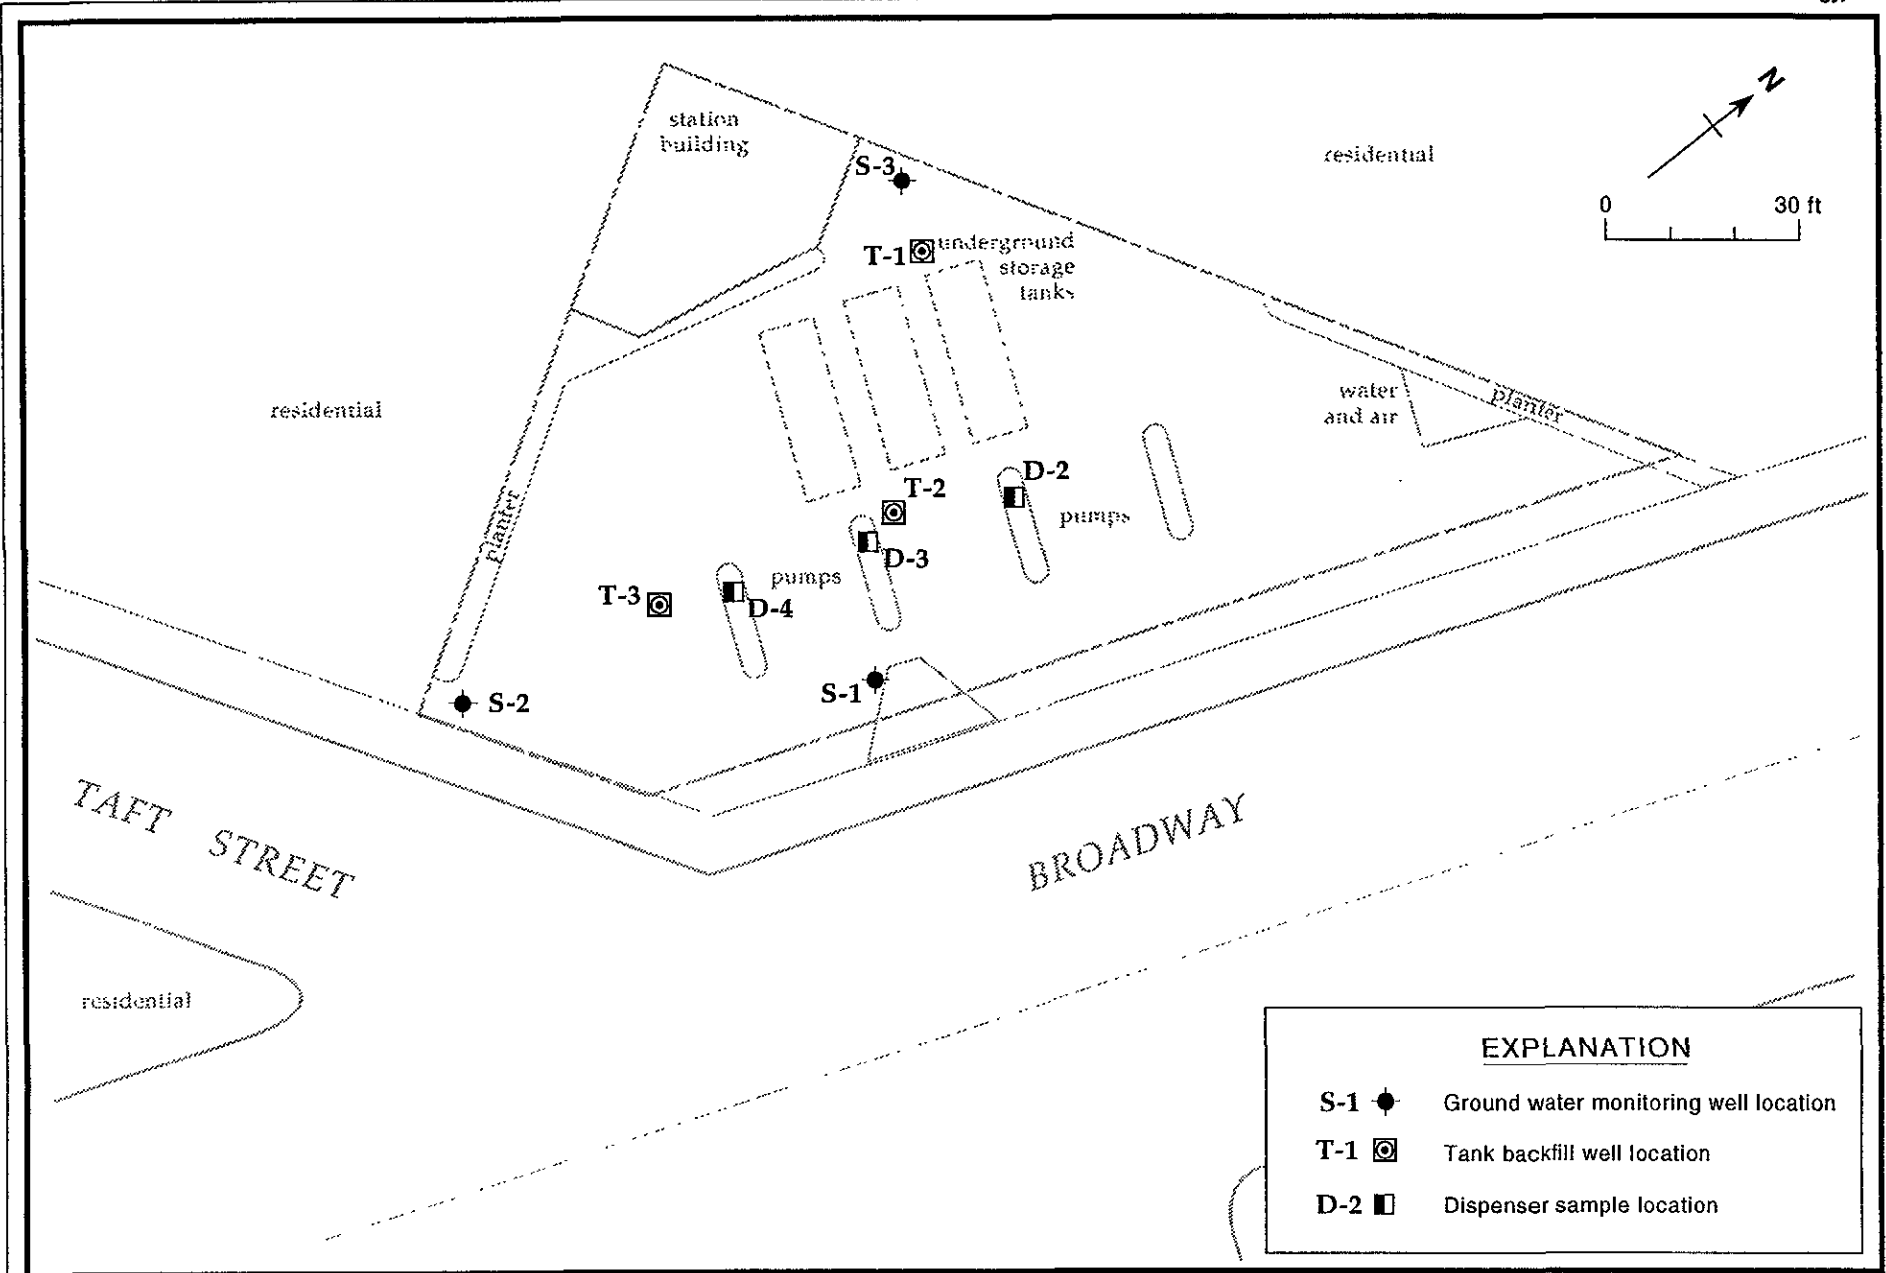 N
0 30 ft
station
building
residential
S-3
T-1
underground
storage
tanks
residential
water
and air
planter
planter
D-2
T-2
pumps
D-3
pumps
T-3
D-4
S-2
S-1
TAFT STREET
BROADWAY
residential
EXPLANATION
S-1 Ground water monitoring well location
T-1 Tank backfill well location
D-2 Dispenser sample location